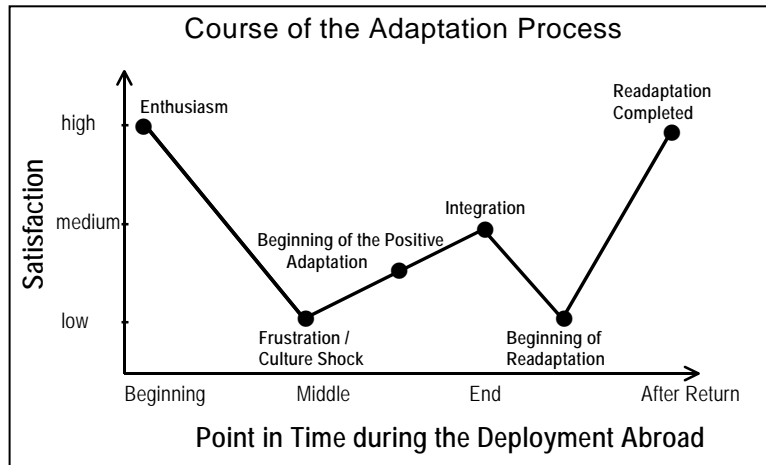 Course of the Adaptation Process
Enthusiasm
Readaptation
Completed
high
Satisfaction
medium
Integration
Beginning of the Positive
Adaptation
low
Frustration /
Culture Shock
Beginning of
Readaptation
Beginning
Middle
End
After Return
Point in Time during the Deployment Abroad